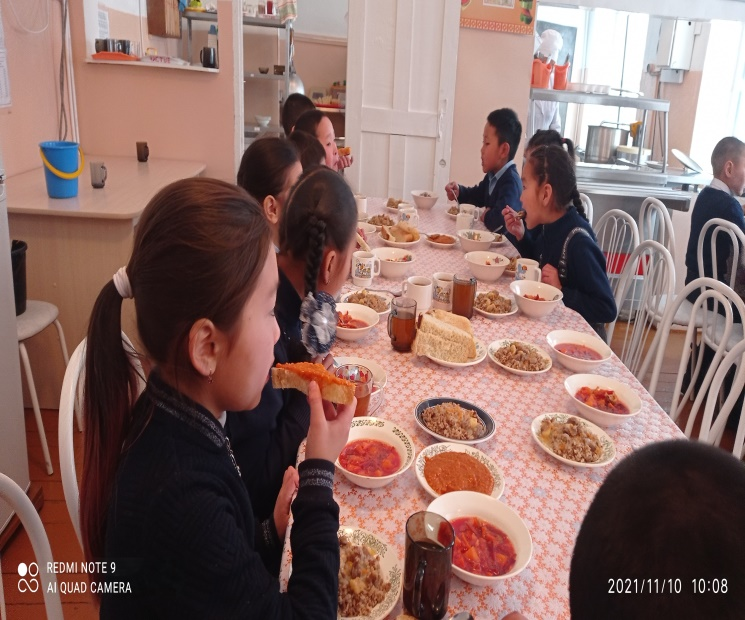 REDMI NOTE 9
AI QUAD CAMERA
2021/11/10 10:08